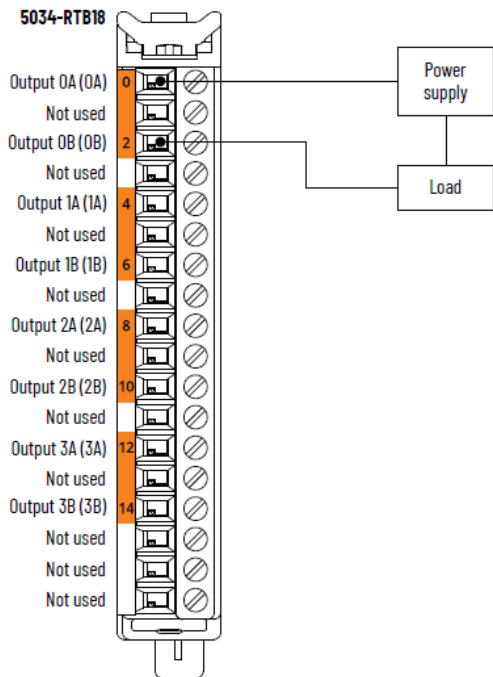 5034-RTB18
Output 0A (0A) 0
Power
supply
Not used
Output 0B (0B) 2
Not used
Load
Output 1A (1A) 4
Not used
Output 1B (1B) 6
Not used
Output 2A (2A) 8
Not used
Output 2B (2B) 10
Not used
Output 3A (3A) 12
Not used
Output 3B (3B) 14
Not used
Not used
Not used